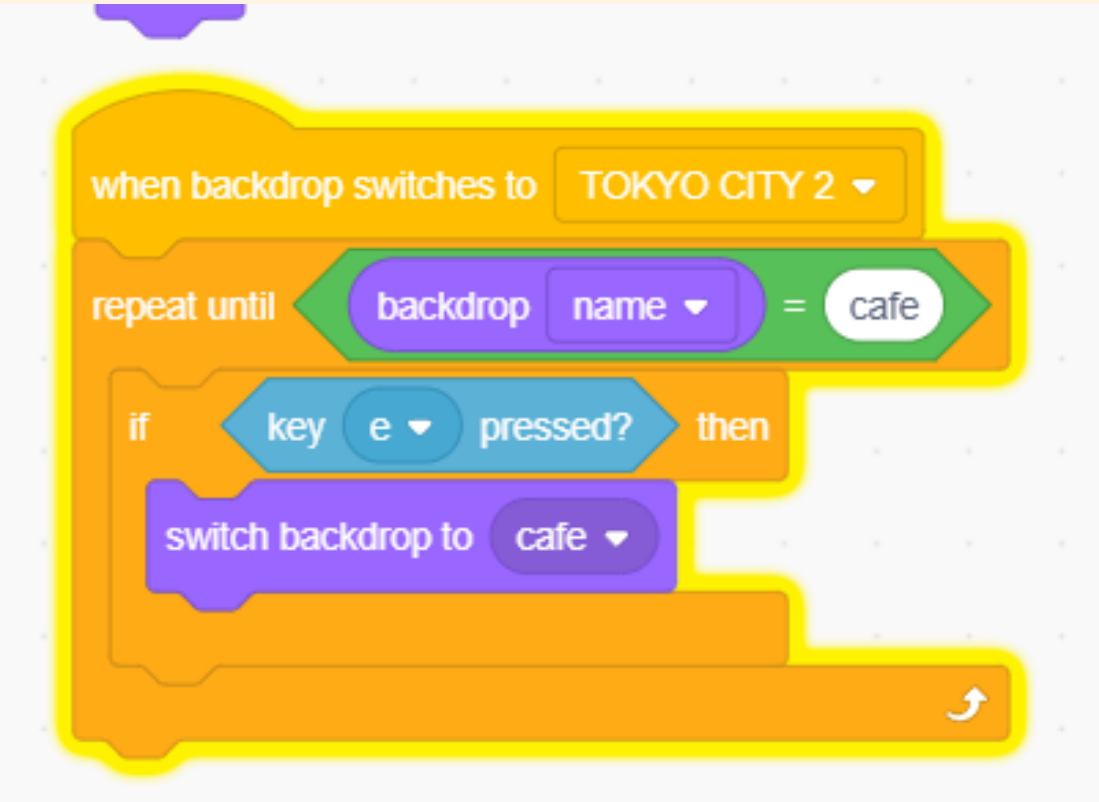 when backdrop switches to TOKYO CITY 2
repeat until backdrop name = cafe
if key e pressed? then
switch backdrop to cafe